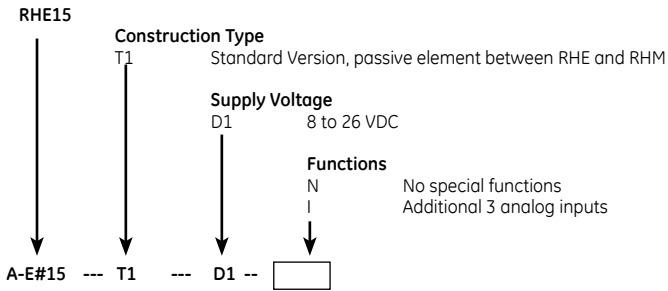 RHE15
Construction Type
T1 Standard Version, passive element between RHE and RHM
Supply Voltage
D1 8 to 26 VDC
Functions
N No special functions
I Additional 3 analog inputs
A-E#15 --- T1 --- D1 --